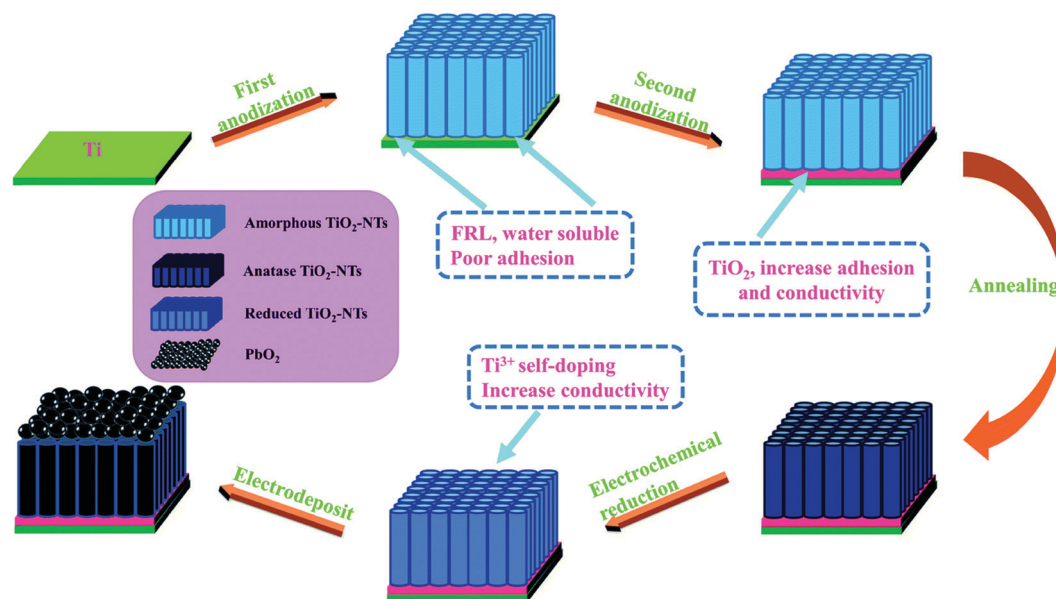 Ti
First
anodization
Second
anodization
FRL, water soluble
Poor adhesion
TiO₂, increase adhesion
and conductivity
Annealing
Amorphous TiO₂-NTs
Anatase TiO₂-NTs
Reduced TiO₂-NTs
PbO₂
Ti³⁺ self-doping
Increase conductivity
Electrochemical
reduction
Electrodeposit